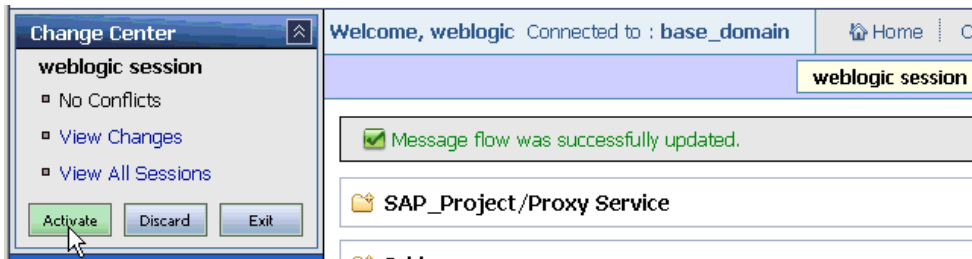 Change Center
weblogic session
No Conflicts
View Changes
View All Sessions
Activate Discard Exit
Welcome, weblogic Connected to : base_domain Home
weblogic session
Message flow was successfully updated.
SAP_Project/Proxy Service